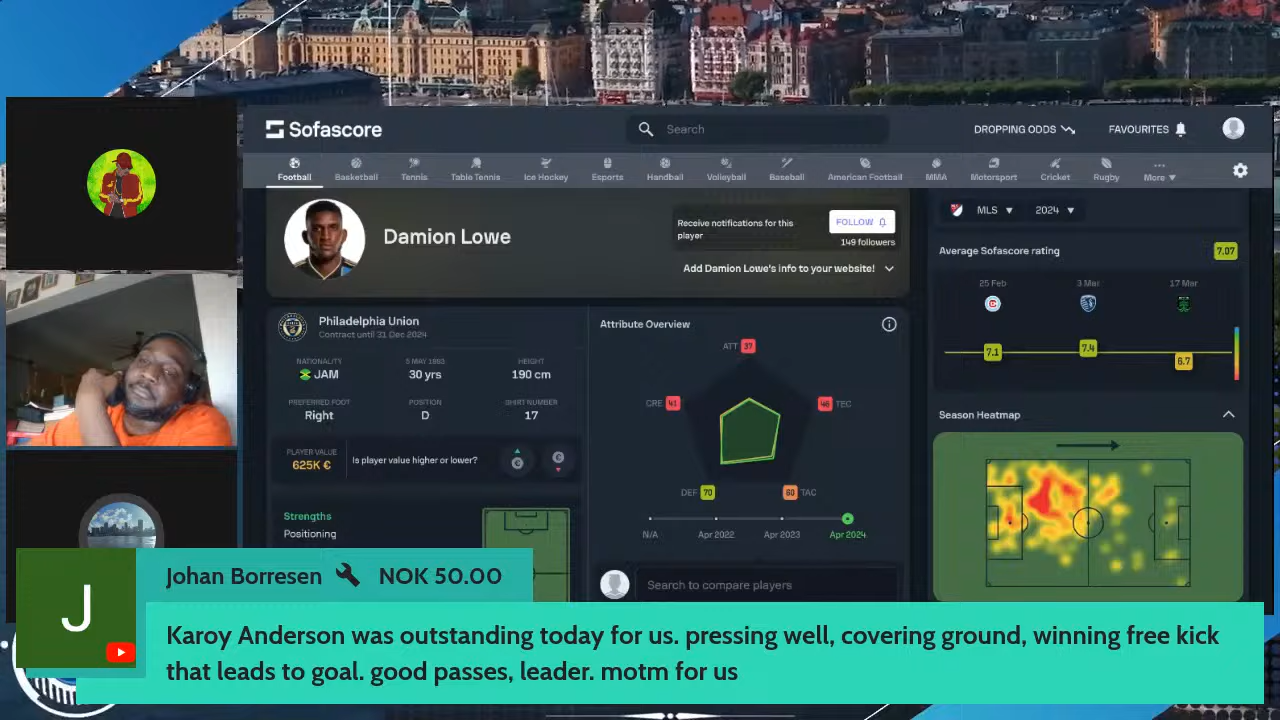 Sofascore
Search
DROPPING ODDS
FAVOURITES
Football
Basketball
Tennis
Table Tennis
Ice Hockey
Esports
Handball
Volleyball
Baseball
American Football
MMA
Motorsport
Cricket
Rugby
More
Damion Lowe
Receive notifications for this
player
FOLLOW
149 followers
Add Damion Lowe's info to your website!
MLS
2024
Average Sofascore rating
7.07
25 Feb
3 Mar
17 Mar
7.1
7.4
6.7
Philadelphia Union
Contract until 31 Dec 2024
NATIONALITY
JAM
30 yrs
HEIGHT
190 cm
PREFERRED FOOT
Right
POSITION
D
SHIRT NUMBER
17
PLAYER VALUE
625K €
Is player value higher or lower?
Strengths
Positioning
Attribute Overview
ATT 37
CRE 41
TEC
DEF 70
60 TAC
N/A
Apr 2022
Apr 2023
Apr 2024
Search to compare players
Season Heatmap
J
Johan Borresen
NOK 50.00
Karoy Anderson was outstanding today for us. pressing well, covering ground, winning free kick
that leads to goal. good passes, leader. motm for us